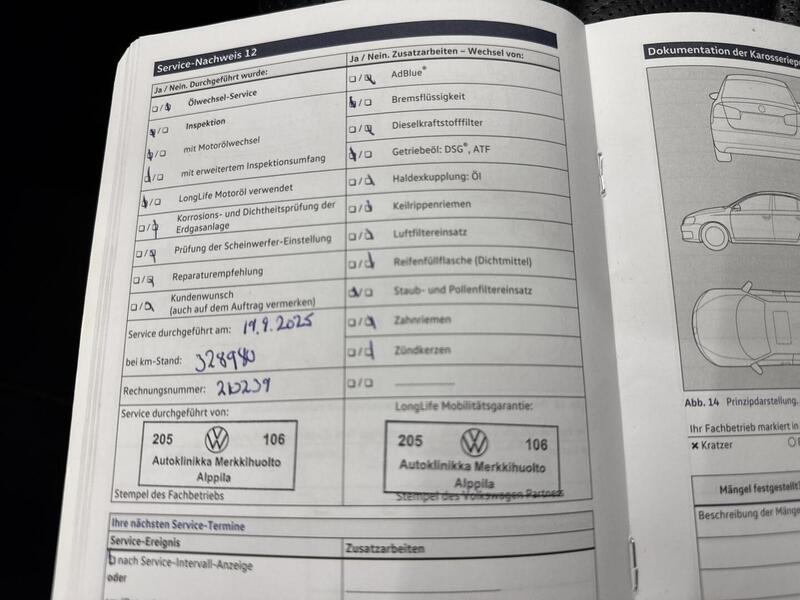 Service-Nachweis 12
Ja / Nein. Durchgeführt wurde:
Ölwechsel-Service
Inspektion
mit Motorölwechsel
mit erweitertem Inspektionsumfang
LongLife Motoröl verwendet
Korrosions- und Dichtheitsprüfung der
Erdgasanlage
Prüfung der Scheinwerfer-Einstellung
Reparaturempfehlung
Kundenwunsch
(auch auf dem Auftrag vermerken)
Service durchgeführt am: 19.9.2025
bei km-Stand: 328980
Rechnungsnummer:
Service durchgeführt von:
205 106
Autoklinikka Merkkihuolto
Alppila
Stempel des Fachbetriebs
Ja / Nein. Zusatzarbeiten – Wechsel von:
AdBlue®
Bremsflüssigkeit
Dieselkraftstofffilter
Getriebeöl: DSG®, ATF
Haldexkupplung: Öl
Keilrippenriemen
Luftfiltereinsatz
Reifenfüllflasche (Dichtmittel)
Staub- und Pollenfiltereinsatz
Zahnriemen
Zündkerzen
LongLife Mobilitätsgarantie:
205 106
Autoklinikka Merkkihuolto
Alppila
Stempel des Volkswagen Partners
Ihre nächsten Service-Termine
Service-Ereignis
Zusatzarbeiten
nach Service-Intervall-Anzeige
oder
Dokumentation der Karosseriepr
Abb. 14 Prinzipdarstellung.
Ihr Fachbetrieb markiert in
× Kratzer
Mängel festgestellt?
Beschreibung der Mänge